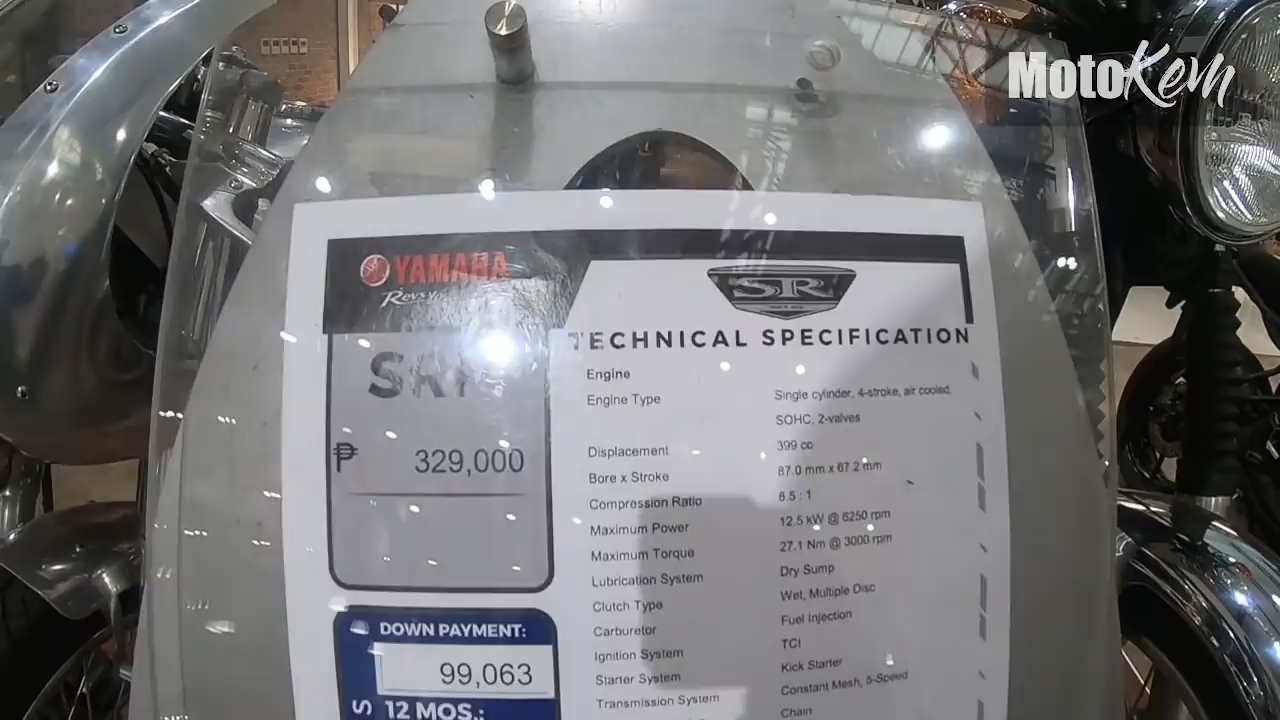 MotoKevin
YAMAHA
SR
TECHNICAL SPECIFICATION
₱ 329,000
DOWN PAYMENT:
99,063
12 MOS.:
Engine
Engine Type Single cylinder, 4-stroke, air cooled,
SOHC, 2-valves
Displacement 399 cc
Bore x Stroke 87.0 mm x 67.2 mm
Compression Ratio 8.5 : 1
Maximum Power 12.5 kW @ 6250 rpm
Maximum Torque 27.1 Nm @ 3000 rpm
Lubrication System Dry Sump
Clutch Type Wet, Multiple Disc
Carburetor Fuel Injection
Ignition System TCI
Starter System Kick Starter
Transmission System Constant Mesh, 5-Speed
Chain